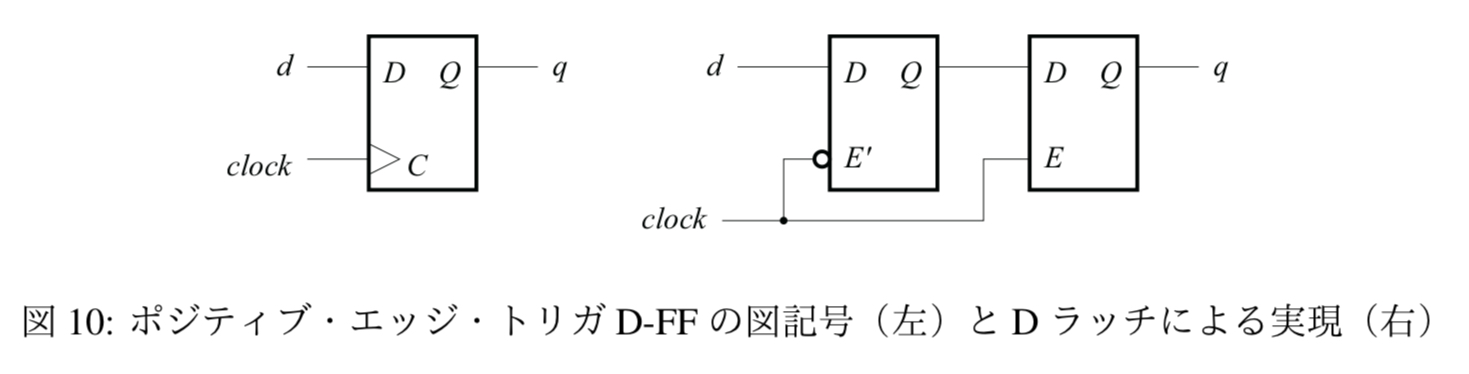 d D Q q
clock C
d D Q D Q q
E′ E
clock
図 10: ポジティブ・エッジ・トリガ D-FF の図記号（左）と D ラッチによる実現（右）